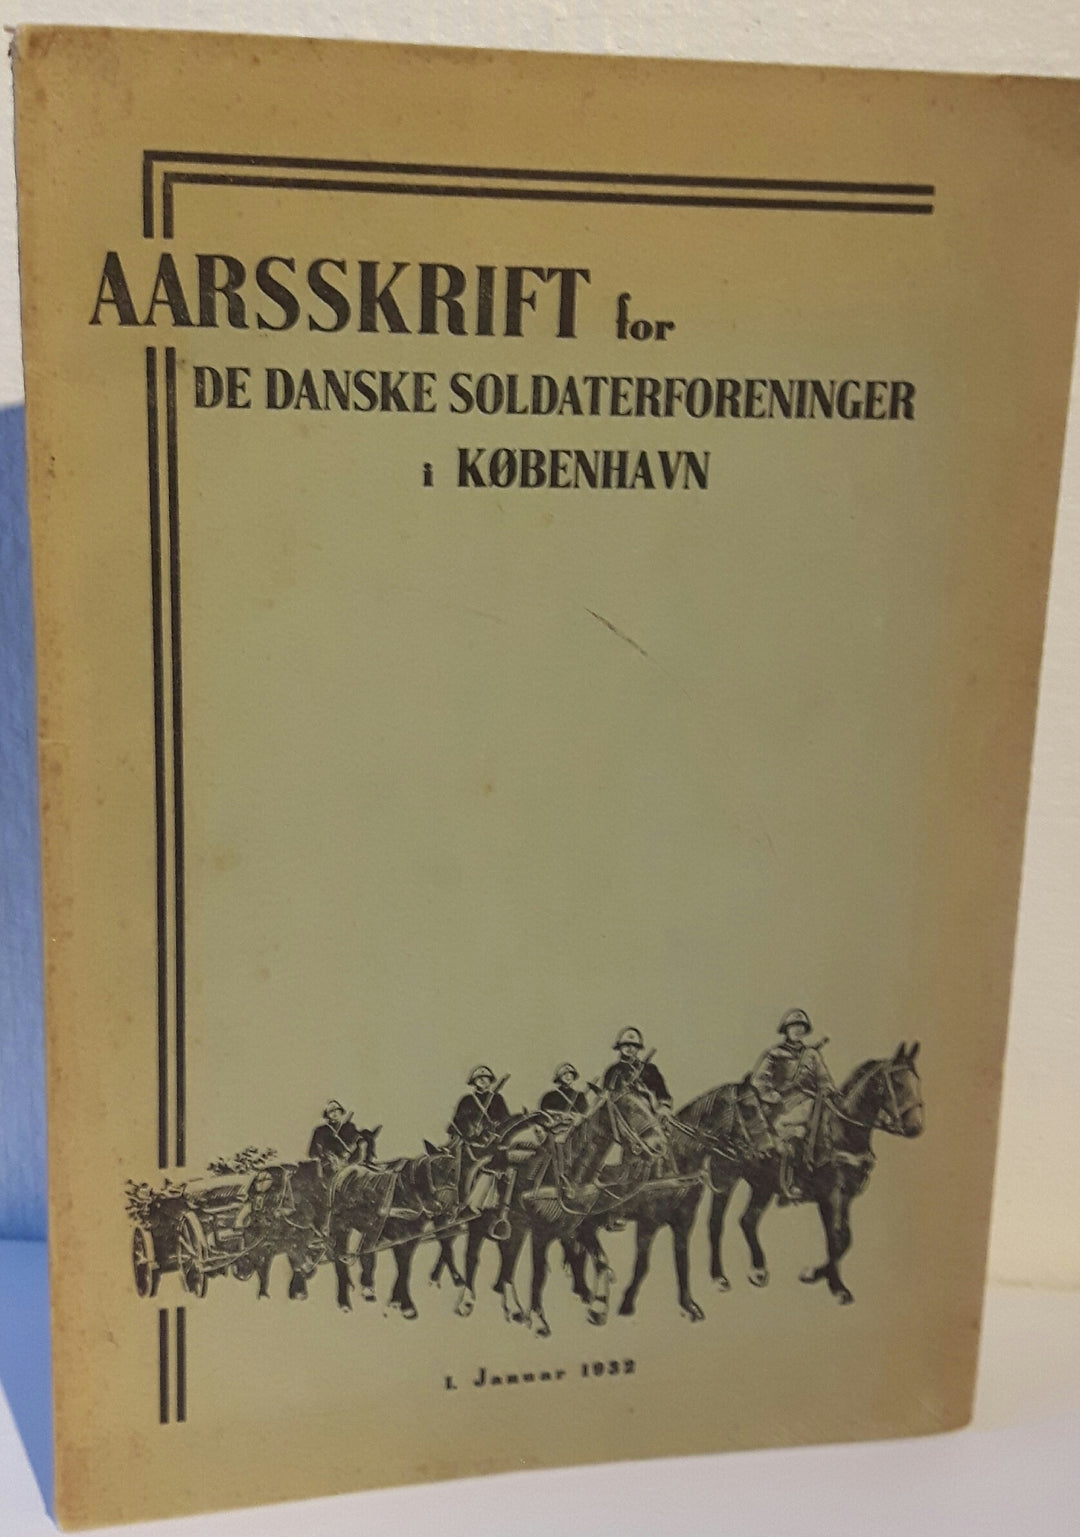 AARSSKRIFT for
DE DANSKE SOLDATERFORENINGER
i KØBENHAVN
1. Januar 1932